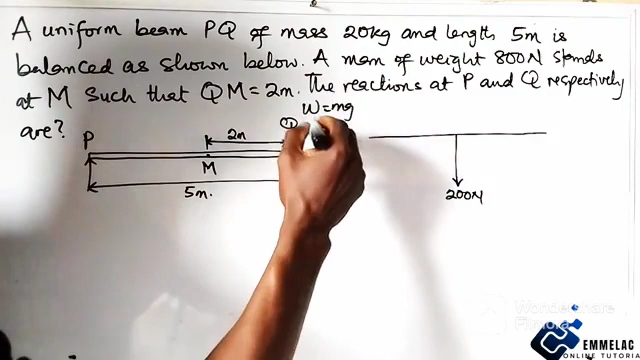 A uniform beam PQ of mass 20kg and length 5m is
balanced as shown below. A man of weight 800N stands
at M such that QM = 2m. The reactions at P and Q respectively
are?
W=mg
P
2m
Q
M
5m.
200N
Wondershare
Filmora
EMMELAC
ONLINE TUTORIA